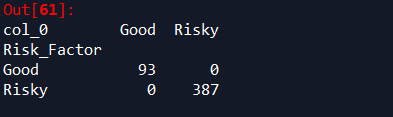 Out[61]:
col_0 Good Risky
Risk_Factor
Good 93 0
Risky 0 387